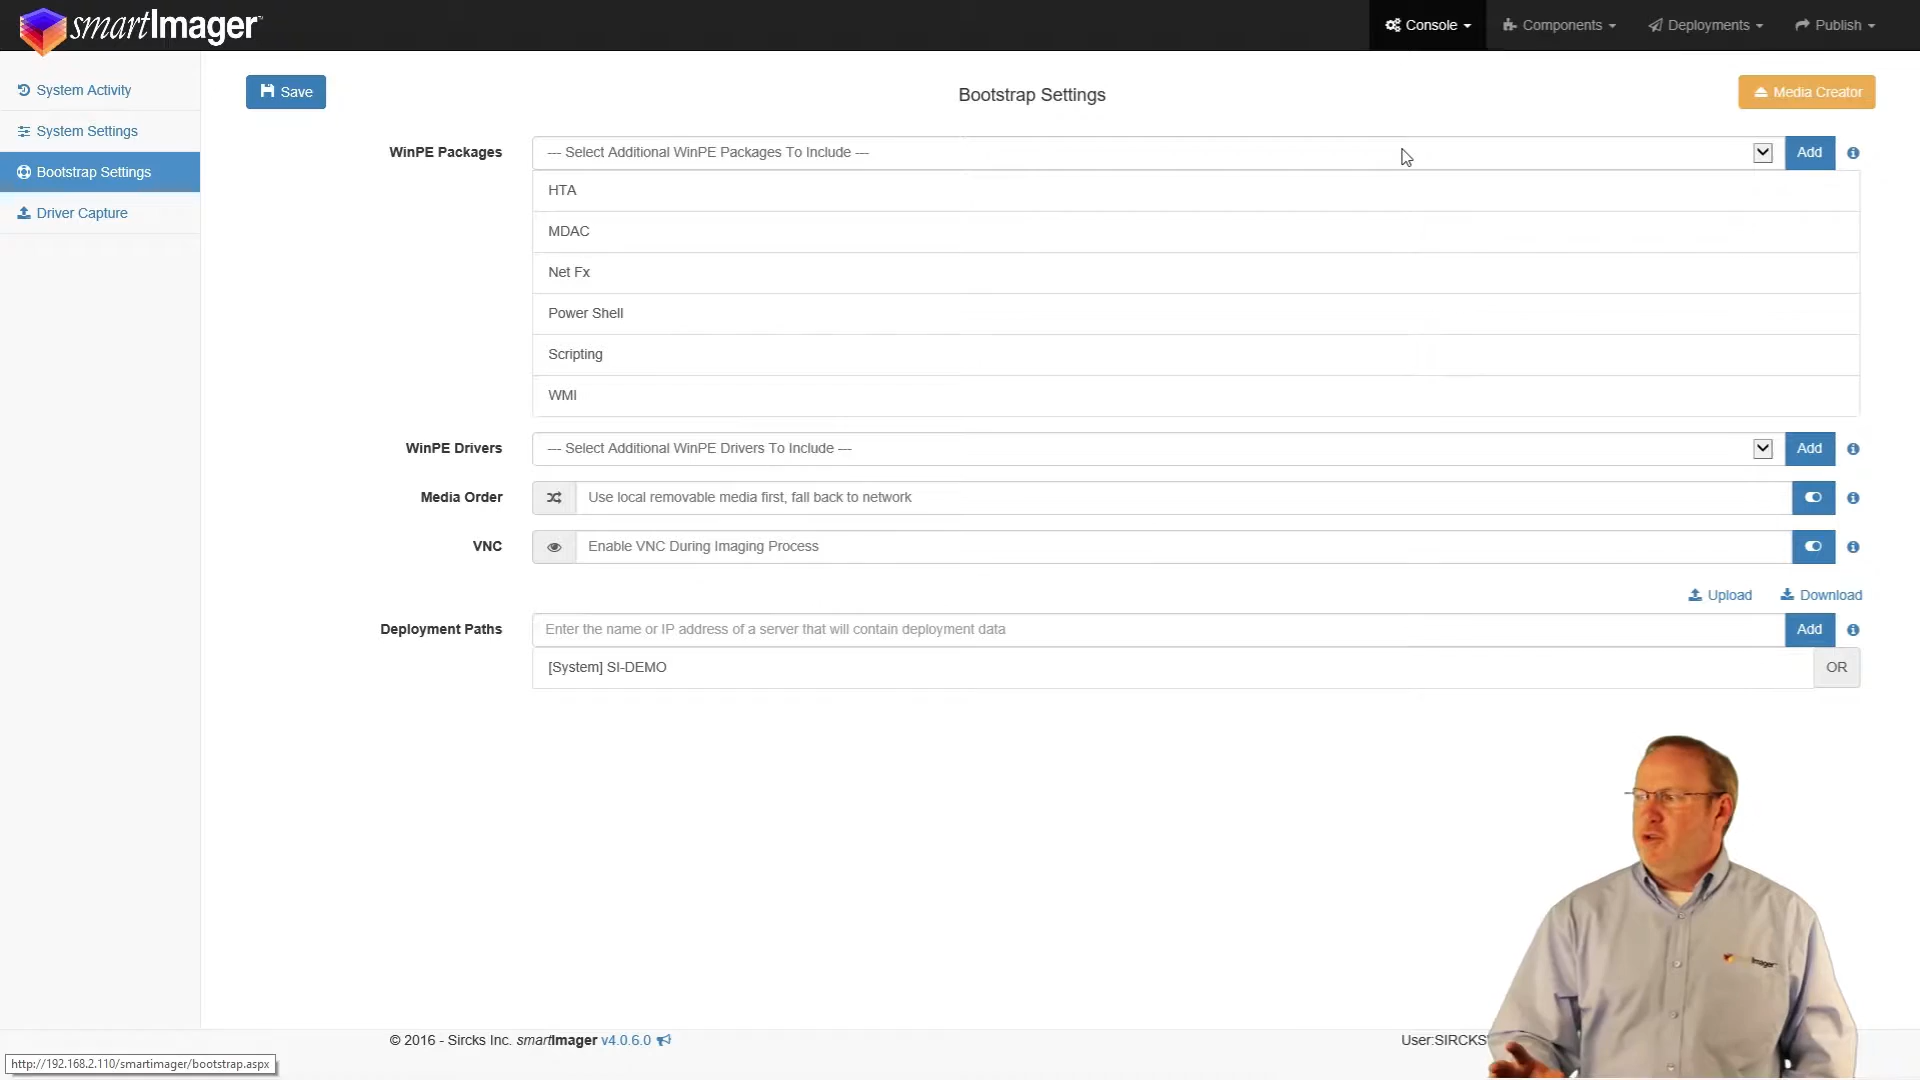 smartImager
Console
Components
Deployments
Publish
System Activity
System Settings
Bootstrap Settings
Driver Capture
Save
Bootstrap Settings
Media Creator
WinPE Packages
--- Select Additional WinPE Packages To Include ---
Add
HTA
MDAC
Net Fx
Power Shell
Scripting
WMI
WinPE Drivers
--- Select Additional WinPE Drivers To Include ---
Add
Media Order
Use local removable media first, fall back to network
VNC
Enable VNC During Imaging Process
Upload
Download
Deployment Paths
Enter the name or IP address of a server that will contain deployment data
Add
[System] SI-DEMO
OR
© 2016 - Sircks Inc. smartImager v4.0.6.0
User:SIRCKS
http://192.168.2.110/smartimager/bootstrap.aspx